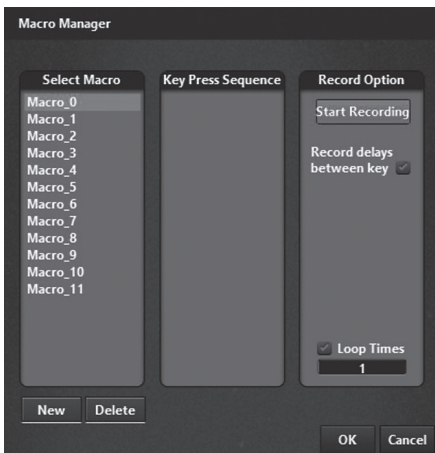 Macro Manager
Select Macro
Macro_0
Macro_1
Macro_2
Macro_3
Macro_4
Macro_5
Macro_6
Macro_7
Macro_8
Macro_9
Macro_10
Macro_11
New
Delete
Key Press Sequence
Record Option
Start Recording
Record delays
between key
Loop Times
1
OK
Cancel